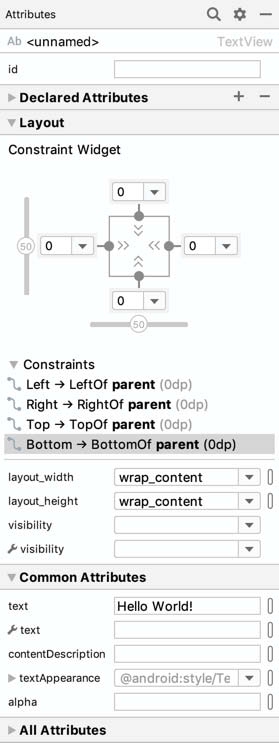 Attributes
Ab <unnamed> TextView
id
Declared Attributes
Layout
Constraint Widget
0
50 0 0
0
50
Constraints
Left → LeftOf parent (0dp)
Right → RightOf parent (0dp)
Top → TopOf parent (0dp)
Bottom → BottomOf parent (0dp)
layout_width wrap_content
layout_height wrap_content
visibility
visibility
Common Attributes
text Hello World!
text
contentDescription
textAppearance @android:style/Te
alpha
All Attributes